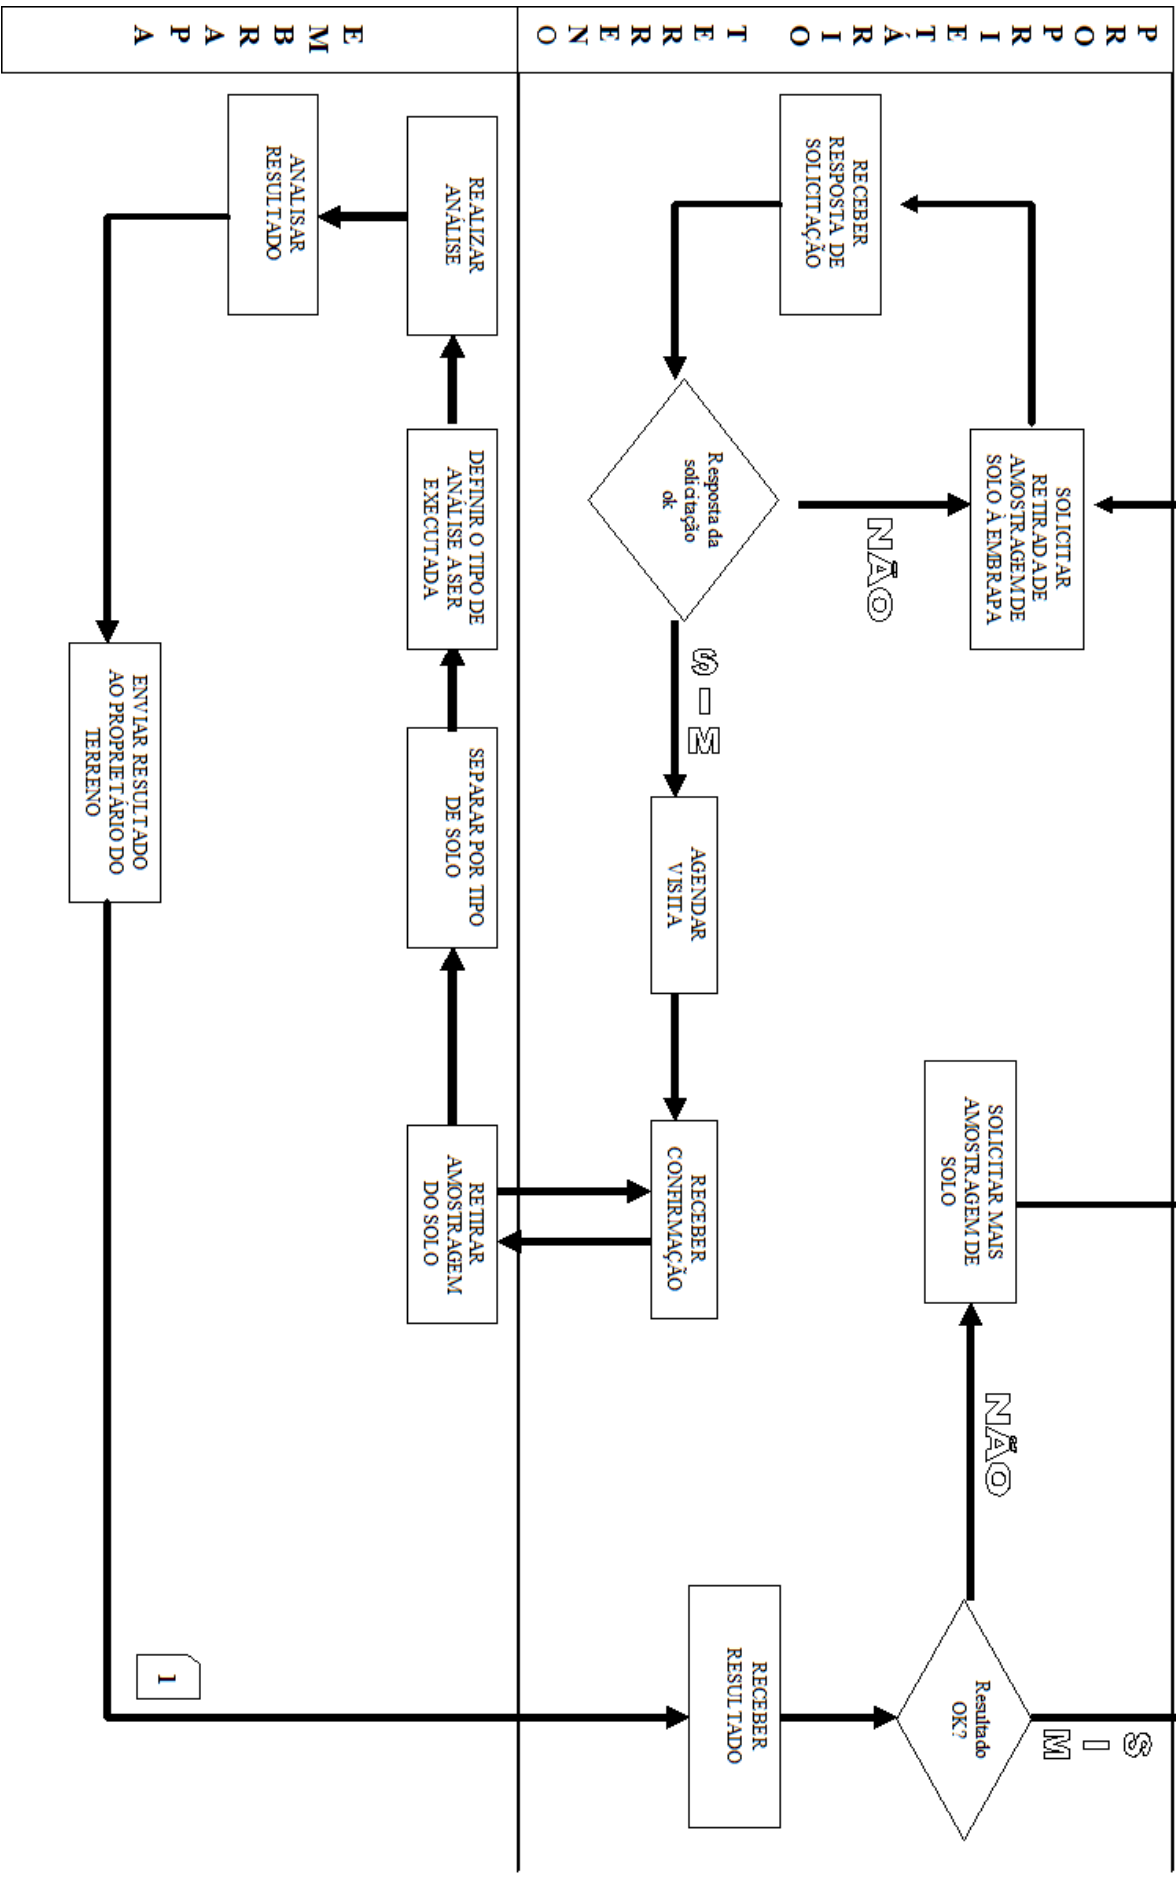 PROPRIETÁRIO
TERRENO
SOLICITAR
RETIRADA DE
AMOSTRAGEM DE
SOLO À EMBRAPA
RECEBER
RESPOSTA DE
SOLICITAÇÃO
NÃO
Resposta da
solicitação
ok
SIM
AGENDAR
VISITA
RECEBER
CONFIRMAÇÃO
SOLICITAR MAIS
AMOSTRAGEM DE
SOLO
NÃO
Resultado
OK?
SIM
RECEBER
RESULTADO
EMBRAPA
REALIZAR
ANÁLISE
DEFINIR O TIPO DE
ANÁLISE A SER
EXECUTADA
SEPARAR POR TIPO
DE SOLO
RETIRAR
AMOSTRAGEM
DO SOLO
ANALISAR
RESULTADO
ENVIAR RESULTADO
AO PROPRIETÁRIO DO
TERRENO
1